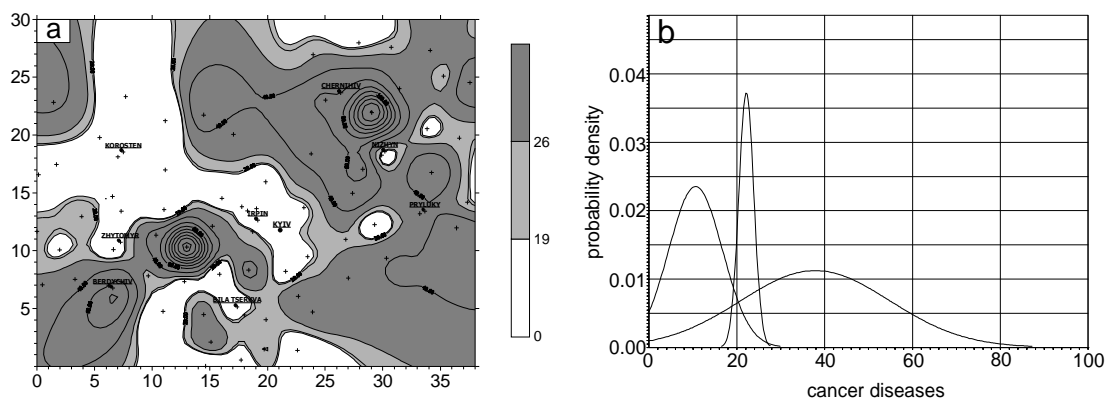 30
25
20
15
10
5
0 5 10 15 20 25 30 35
a
CHERNIHIV
KOROSTEN
NIZHYN
PRYLUKY
IRPIN
KYIV
ZHYTOMYR
BERDYCHIV
BILA TSERKVA
26
19
0
b
probability density
0.04
0.03
0.02
0.01
0.00
0 20 40 60 80 100
cancer diseases